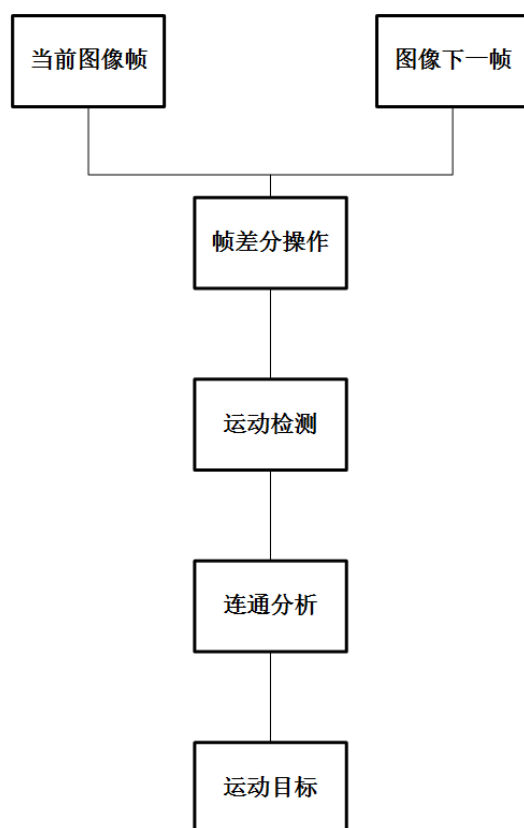 当前图像帧
图像下一帧
帧差分操作
运动检测
连通分析
运动目标